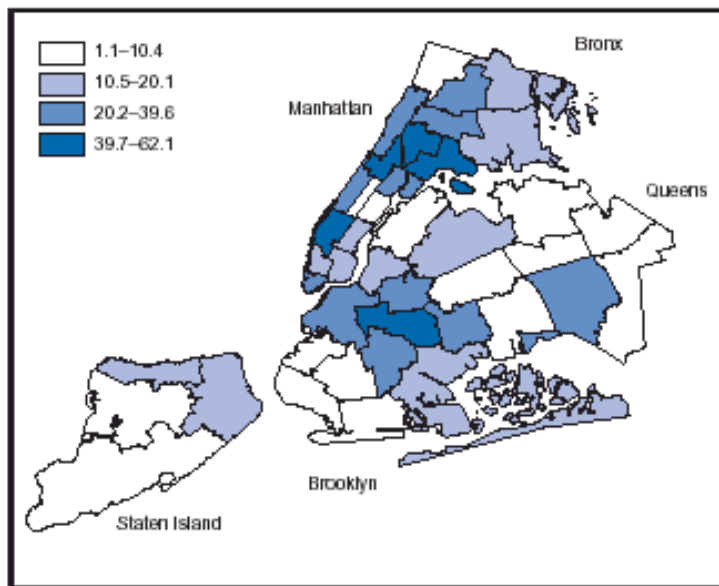 1.1–10.4
10.5–20.1
20.2–39.6
39.7–62.1
Bronx
Manhattan
Queens
Brooklyn
Staten Island